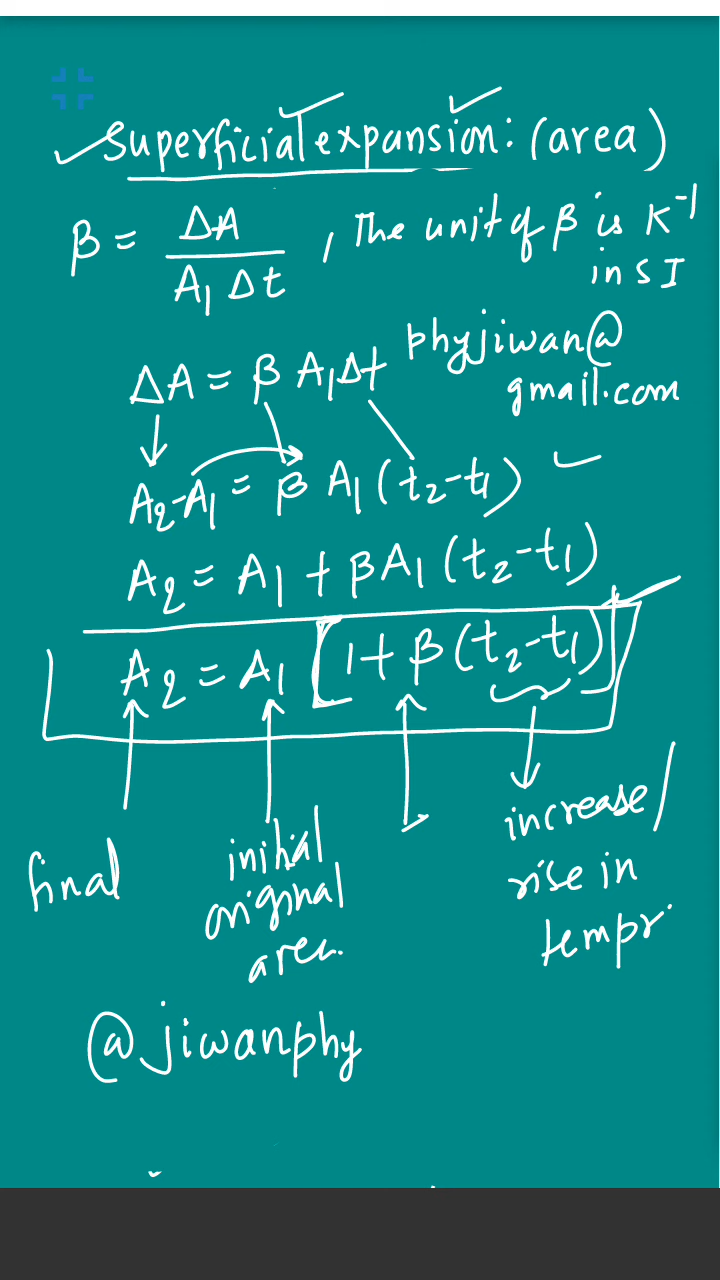 superficial expansion: (area)
β = ΔA / A₁ Δt , The unit of β is K⁻¹
in SI
ΔA = β A₁Δt
phyjiwan@
gmail.com
A₂-A₁ = β A₁ (t₂-t₁)
A₂ = A₁ + βA₁ (t₂-t₁)
A₂ = A₁ [1+ β(t₂-t₁)]
final
initial
original
area.
increase/
rise in
tempr.
@jiwanphy